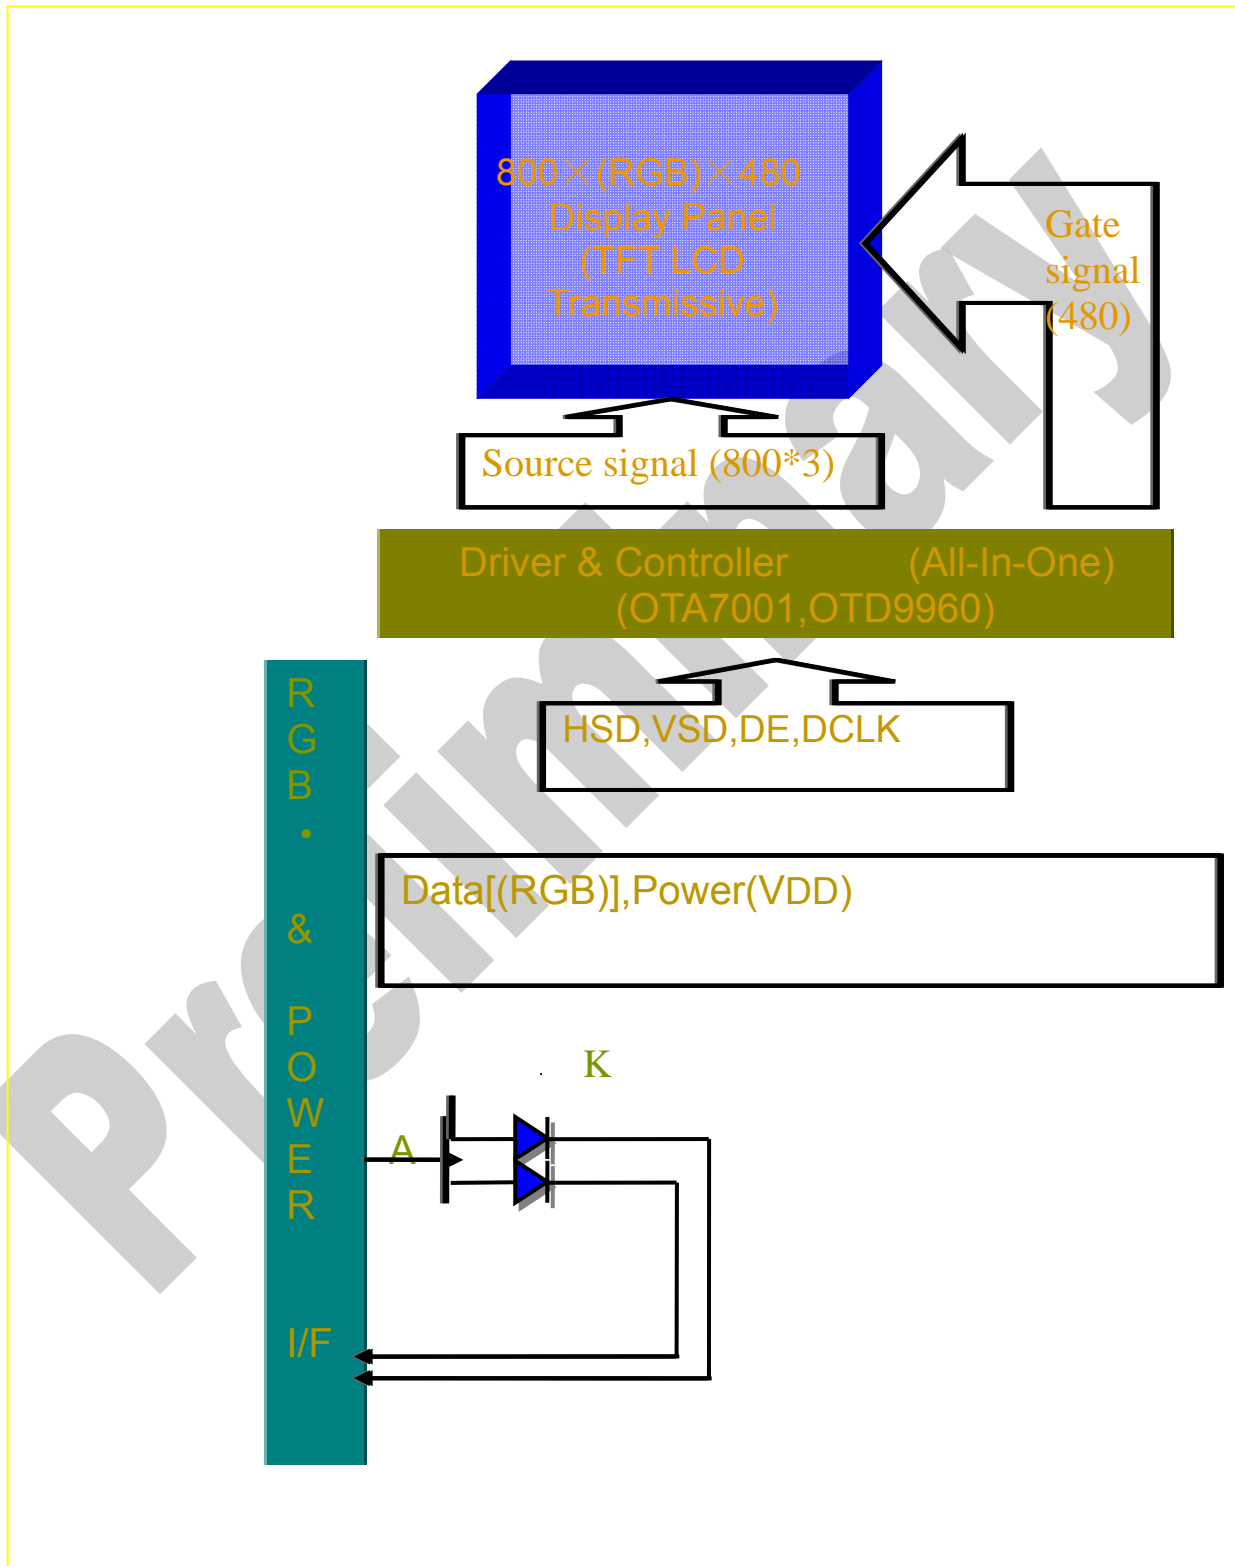 800×(RGB)×480
Display Panel
(TFT LCD
Transmissive)
Gate
signal
(480)
Source signal (800*3)
Driver & Controller (All-In-One)
(OTA7001,OTD9960)
HSD,VSD,DE,DCLK
R
G
B
•
&
P
O
W
E
R
I/F
Data[(RGB)],Power(VDD)
K
A
Preliminary